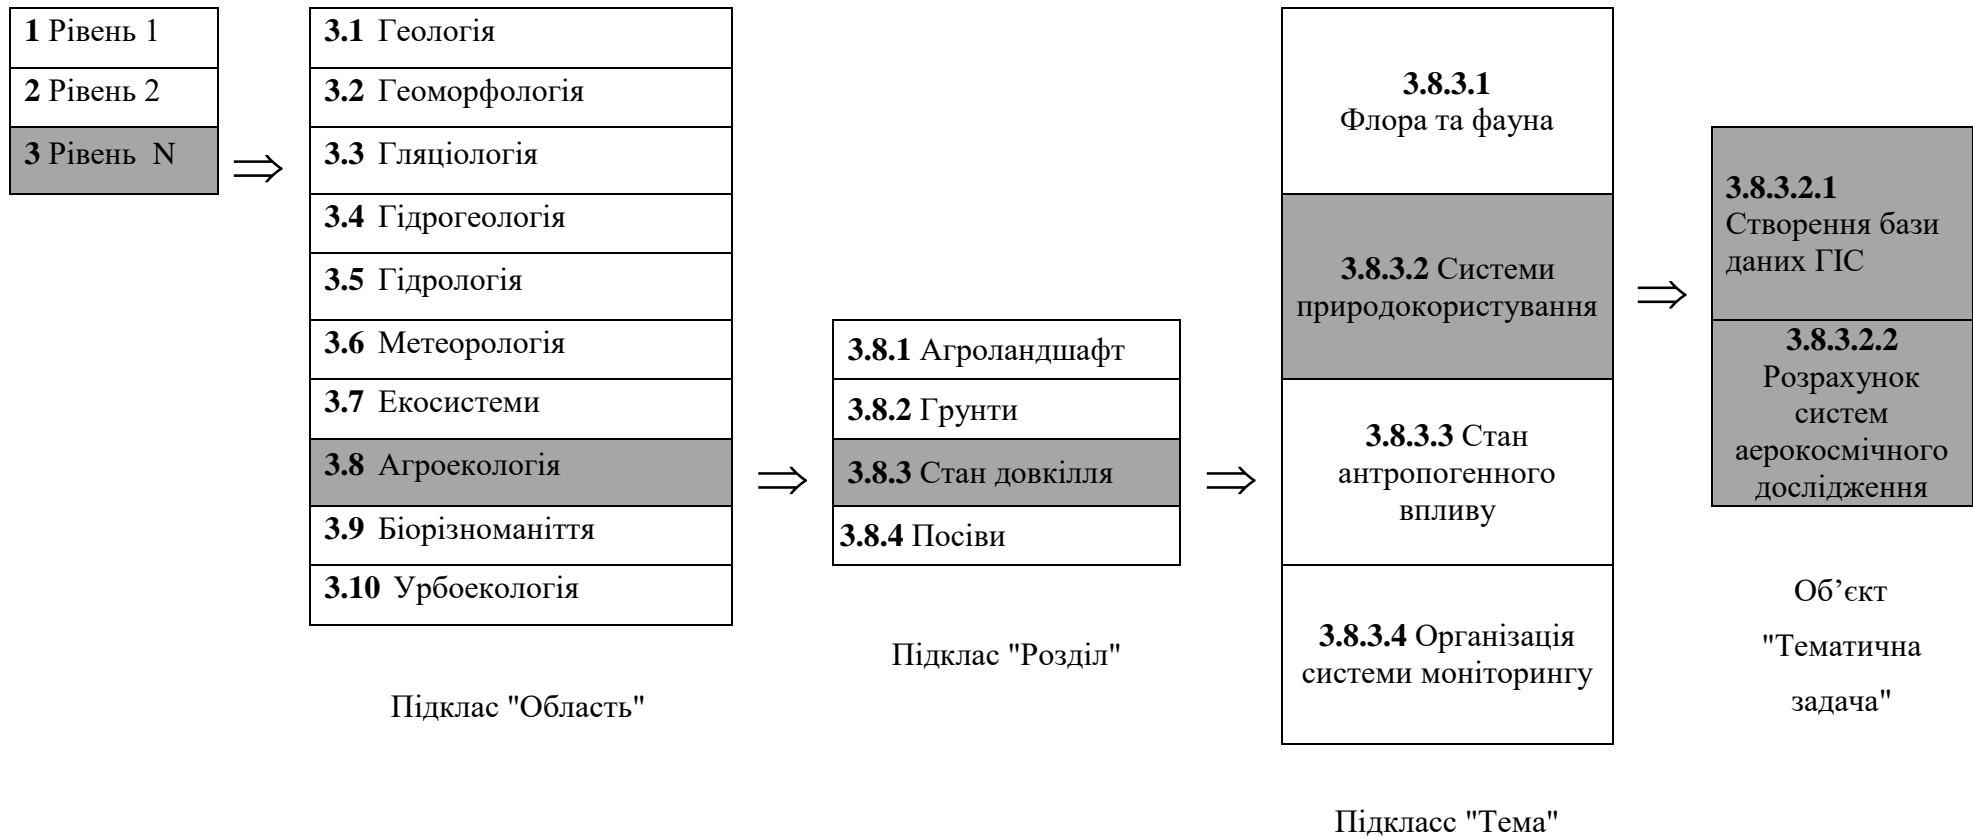 1 Рівень 1
2 Рівень 2
3 Рівень N
⇒
3.1 Геологія
3.2 Геоморфологія
3.3 Гляціологія
3.4 Гідрогеологія
3.5 Гідрологія
3.6 Метеорологія
3.7 Екосистеми
3.8 Агроекологія
3.9 Біорізноманіття
3.10 Урбоекологія
Підклас "Область"
⇒
3.8.1 Агроландшафт
3.8.2 Грунти
3.8.3 Стан довкілля
3.8.4 Посіви
Підклас "Розділ"
⇒
3.8.3.1
Флора та фауна
3.8.3.2 Системи
природокористування
3.8.3.3 Стан
антропогенного
впливу
3.8.3.4 Організація
системи моніторингу
Підкласс "Тема"
⇒
3.8.3.2.1
Створення бази
даних ГІС
3.8.3.2.2
Розрахунок
систем
аерокосмічного
дослідження
Об’єкт
"Тематична
задача"